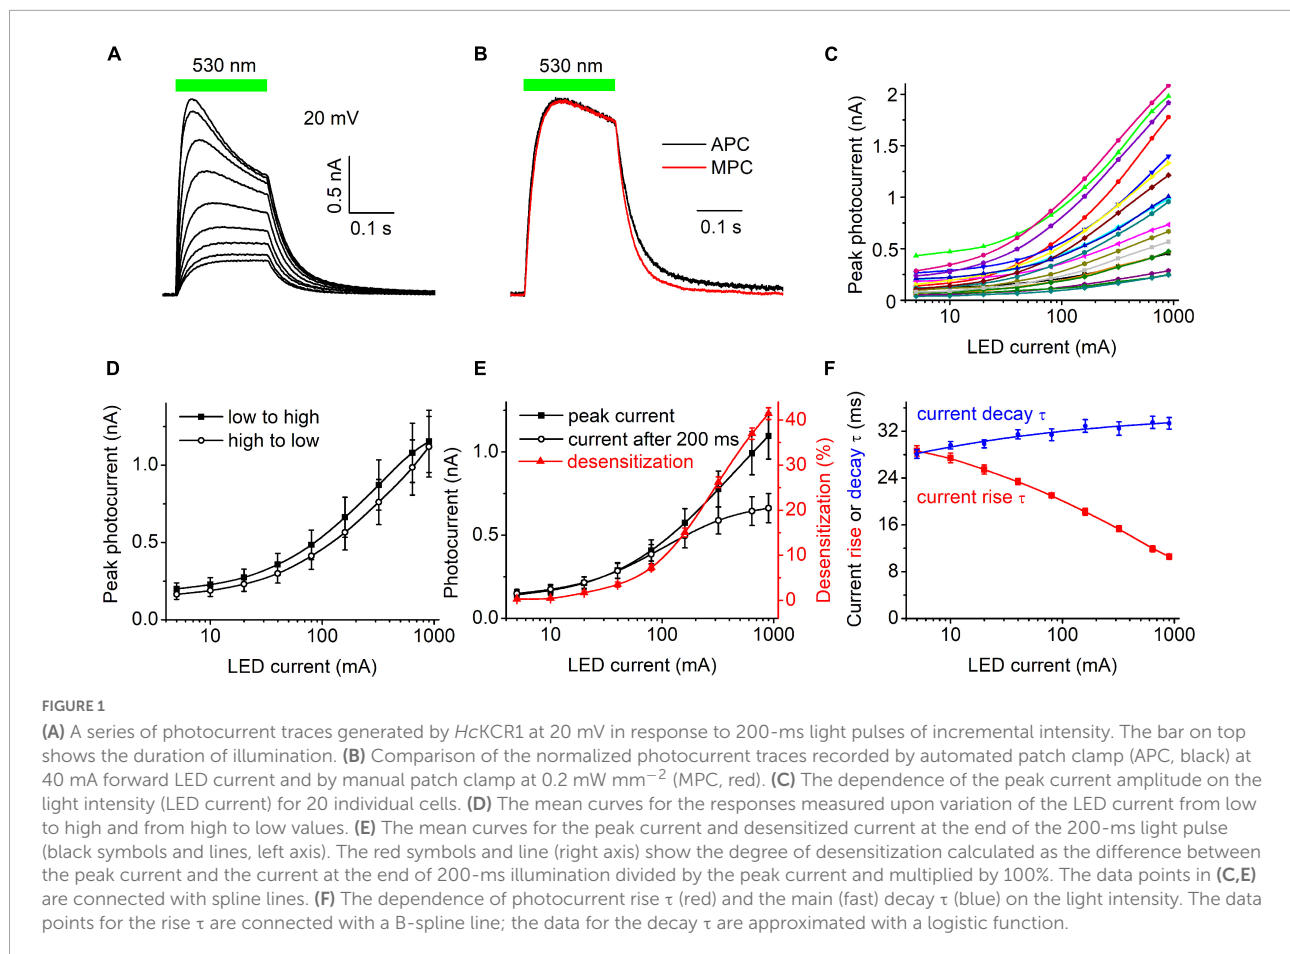 A
530 nm
20 mV
0.5 nA
0.1 s
B
530 nm
APC
MPC
0.1 s
C
Peak photocurrent (nA)
2
1.5
1
0.5
0
10
100
1000
LED current (mA)
D
Peak photocurrent (nA)
1.0
0.5
0.0
low to high
high to low
10
100
1000
LED current (mA)
E
Photocurrent (nA)
1.0
0.5
0.0
peak current
current after 200 ms
desensitization
40
30
20
10
0
Desensitization (%)
10
100
1000
LED current (mA)
F
Current rise or decay τ (ms)
32
24
16
8
0
current decay τ
current rise τ
10
100
1000
LED current (mA)
FIGURE 1
(A) A series of photocurrent traces generated by HcKCR1 at 20 mV in response to 200-ms light pulses of incremental intensity. The bar on top
shows the duration of illumination. (B) Comparison of the normalized photocurrent traces recorded by automated patch clamp (APC, black) at
40 mA forward LED current and by manual patch clamp at 0.2 mW mm⁻² (MPC, red). (C) The dependence of the peak current amplitude on the
light intensity (LED current) for 20 individual cells. (D) The mean curves for the responses measured upon variation of the LED current from low
to high and from high to low values. (E) The mean curves for the peak current and desensitized current at the end of the 200-ms light pulse
(black symbols and lines, left axis). The red symbols and line (right axis) show the degree of desensitization calculated as the difference between
the peak current and the current at the end of 200-ms illumination divided by the peak current and multiplied by 100%. The data points in (C,E)
are connected with spline lines. (F) The dependence of photocurrent rise τ (red) and the main (fast) decay τ (blue) on the light intensity. The data
points for the rise τ are connected with a B-spline line; the data for the decay τ are approximated with a logistic function.